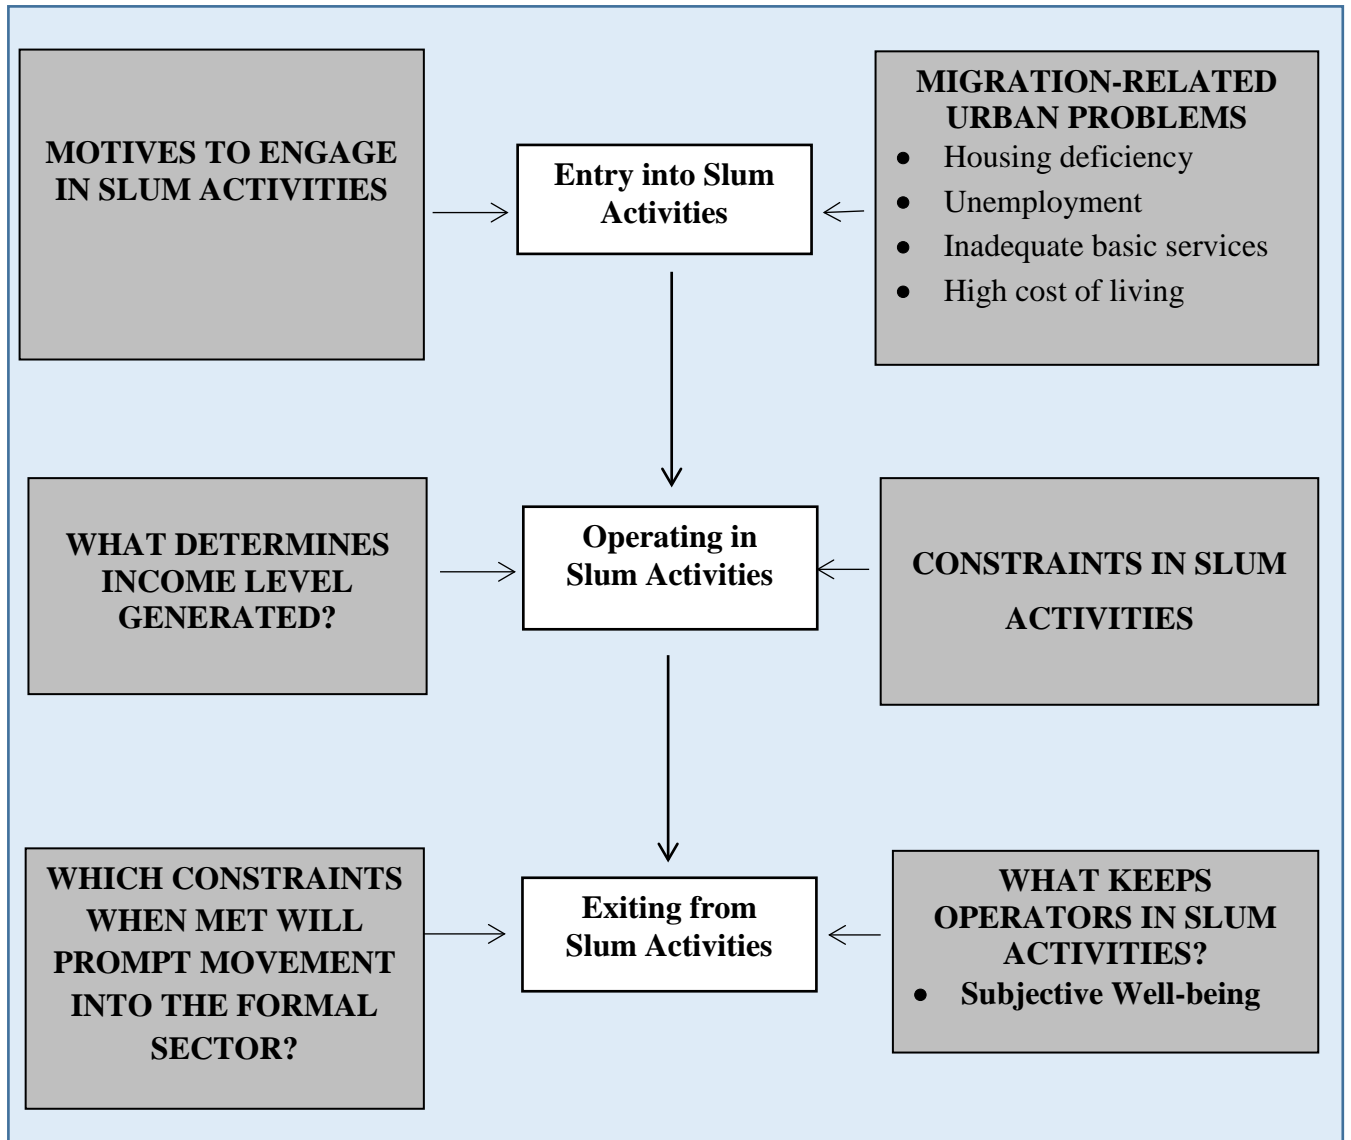 MOTIVES TO ENGAGE
IN SLUM ACTIVITIES
Entry into Slum
Activities
MIGRATION-RELATED
URBAN PROBLEMS
• Housing deficiency
• Unemployment
• Inadequate basic services
• High cost of living
WHAT DETERMINES
INCOME LEVEL
GENERATED?
Operating in
Slum Activities
CONSTRAINTS IN SLUM
ACTIVITIES
WHICH CONSTRAINTS
WHEN MET WILL
PROMPT MOVEMENT
INTO THE FORMAL
SECTOR?
Exiting from
Slum Activities
WHAT KEEPS
OPERATORS IN SLUM
ACTIVITIES?
• Subjective Well-being